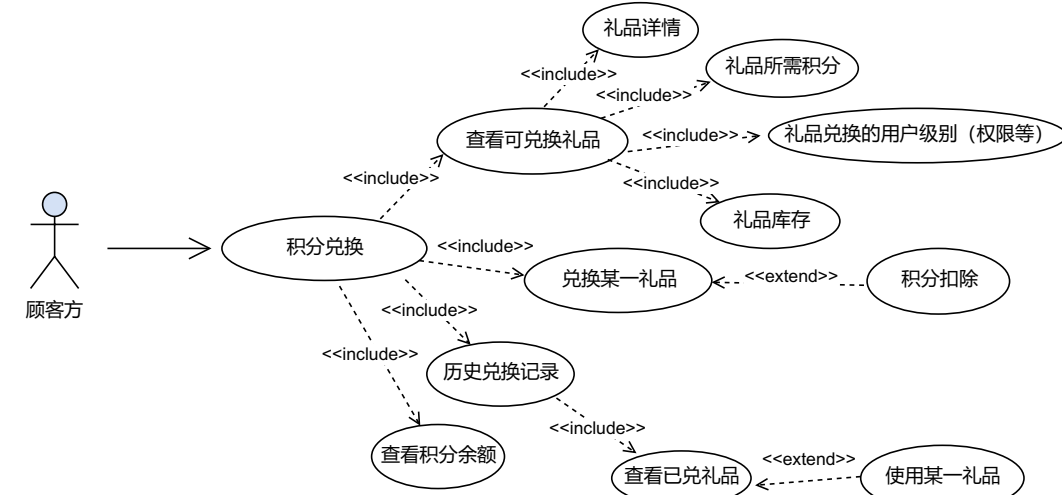 礼品详情
<<include>>
礼品所需积分
<<include>>
查看可兑换礼品
<<include>>
礼品兑换的用户级别（权限等）
<<include>>
<<include>>
礼品库存
顾客方
积分兑换
<<include>>
兑换某一礼品
<<extend>>
积分扣除
<<include>>
<<include>>
历史兑换记录
<<include>>
查看积分余额
<<extend>>
查看已兑礼品
使用某一礼品